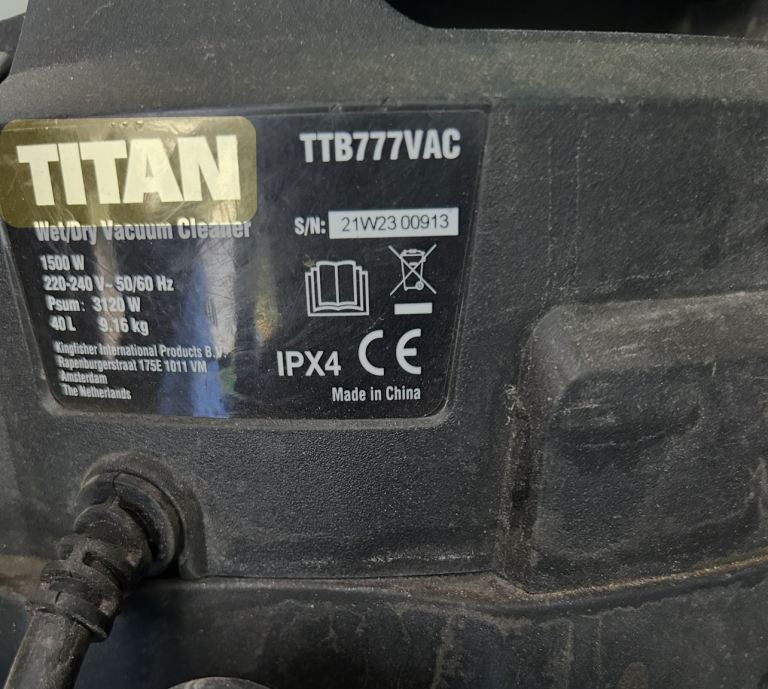 TITAN
TTB777VAC
Wet/Dry Vacuum Cleaner
S/N: 21W23 00913
1500 W
220-240 V~ 50/60 Hz
Psum: 3120 W
40 L 9.16 kg
Kingfisher International Products B.V.
Rapenburgerstraat 175E 1011 VM
Amsterdam
The Netherlands
IPX4 CE
Made in China